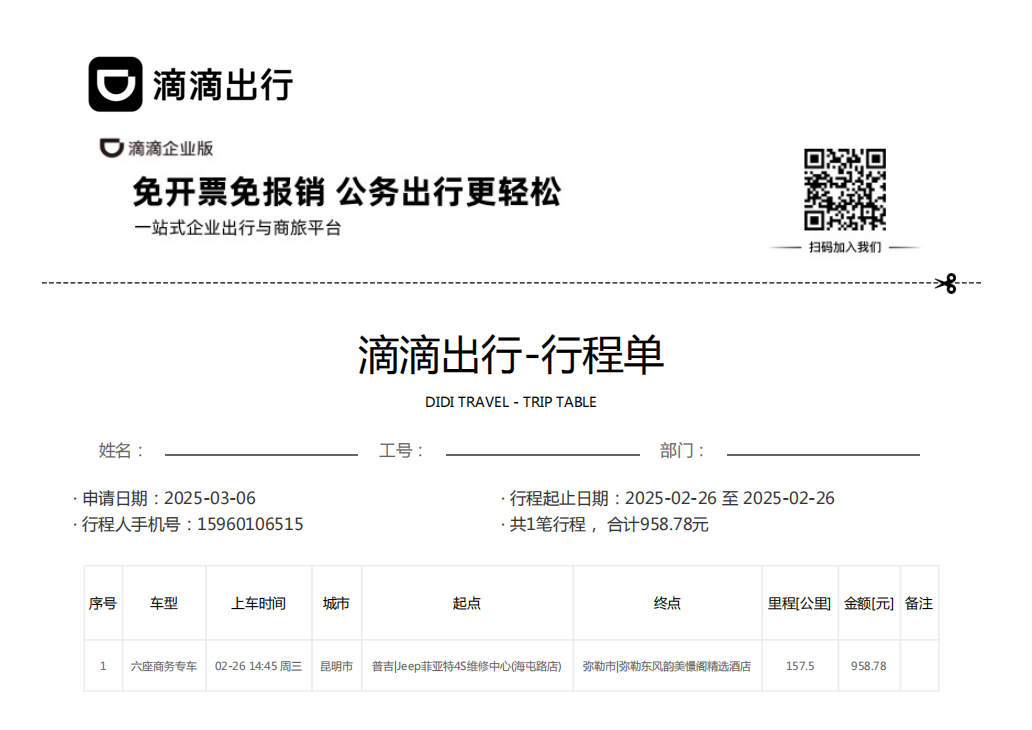 滴滴出行
滴滴企业版
免开票免报销 公务出行更轻松
一站式企业出行与商旅平台
扫码加入我们
滴滴出行-行程单
DIDI TRAVEL - TRIP TABLE
姓名： 工号： 部门：
· 申请日期：2025-03-06 · 行程起止日期：2025-02-26 至 2025-02-26
· 行程人手机号：15960106515 · 共1笔行程， 合计958.78元
序号 车型 上车时间 城市 起点 终点 里程[公里] 金额[元] 备注
1 六座商务专车 02-26 14:45 周三 昆明市 普吉|Jeep菲亚特4S维修中心(海屯路店) 弥勒市|弥勒东风韵美憬阁精选酒店 157.5 958.78